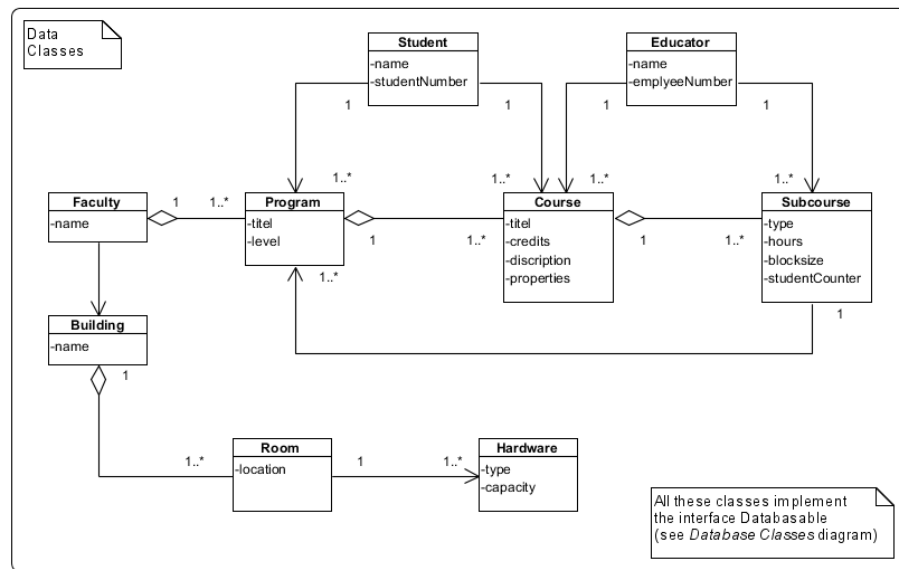 Data
Classes
Student
-name
-studentNumber
Educator
-name
-emplyeeNumber
1
1
1
1
1..*
1..*
1..*
1..*
Faculty
-name
1
1..*
Program
-titel
-level
1
1..*
Course
-titel
-credits
-discription
-properties
1
1..*
Subcourse
-type
-hours
-blocksize
-studentCounter
1..*
1
Building
-name
1
1..*
Room
-location
1
1..*
Hardware
-type
-capacity
All these classes implement
the interface Databasable
(see Database Classes diagram)